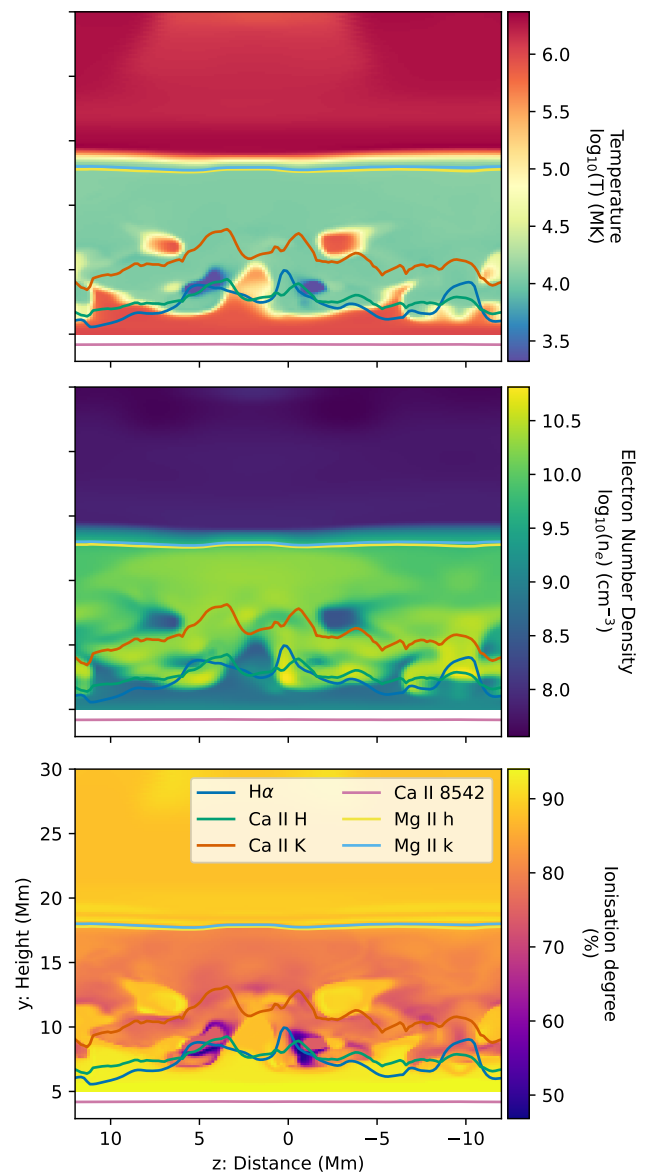 6.0
5.5
5.0
4.5
4.0
3.5
Temperature
log₁₀(T) (MK)
10.5
10.0
9.5
9.0
8.5
8.0
Electron Number Density
log₁₀(nₑ) (cm⁻³)
30
25
20
15
10
5
y: Height (Mm)
Hα
Ca II H
Ca II K
Ca II 8542
Mg II h
Mg II k
90
80
70
60
50
Ionisation degree
(%)
10
5
0
−5
−10
z: Distance (Mm)